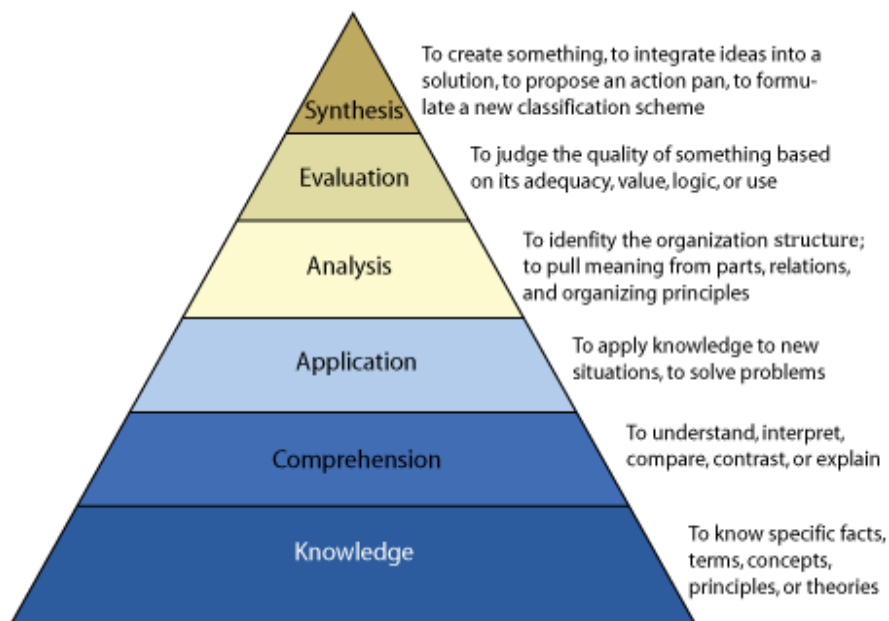 To create something, to integrate ideas into a
solution, to propose an action pan, to formu-
late a new classification scheme
Synthesis
To judge the quality of something based
on its adequacy, value, logic, or use
Evaluation
To idenfity the organization structure;
to pull meaning from parts, relations,
and organizing principles
Analysis
To apply knowledge to new
situations, to solve problems
Application
To understand, interpret,
compare, contrast, or explain
Comprehension
To know specific facts,
terms, concepts,
principles, or theories
Knowledge